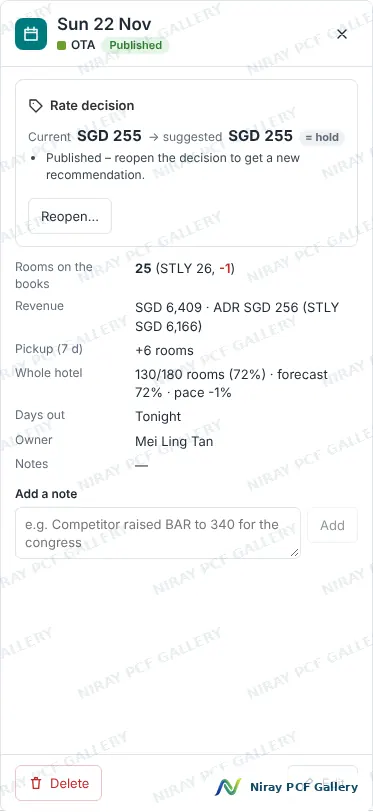 Sun 22 Nov
OTA Published
Rate decision
Current SGD 255 → suggested SGD 255 = hold
• Published – reopen the decision to get a new
recommendation.
Reopen...
Rooms on the
books
25 (STLY 26, -1)
Revenue
SGD 6,409 · ADR SGD 256 (STLY
SGD 6,166)
Pickup (7 d)
+6 rooms
Whole hotel
130/180 rooms (72%) · forecast
72% · pace -1%
Days out
Tonight
Owner
Mei Ling Tan
Notes
—
Add a note
e.g. Competitor raised BAR to 340 for the
congress
Add
Delete
Niray PCF Gallery
NIRAY PCF GALLERY